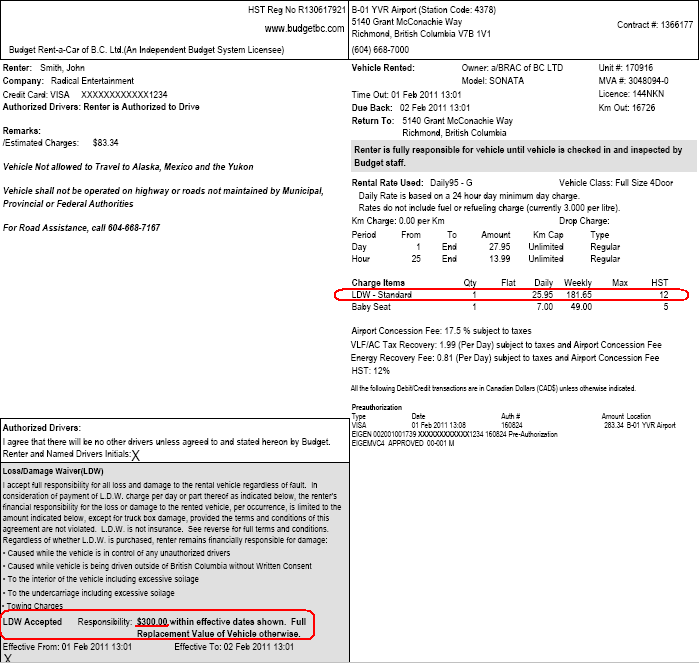 HST Reg No R130617921
www.budgetbc.com
Budget Rent-a-Car of B.C. Ltd.(An Independent Budget System Licensee)
B-01 YVR Airport (Station Code: 4378)
5140 Grant McConachie Way
Richmond, British Columbia V7B 1V1
(604) 668-7000
Contract #: 1366177
Renter: Smith, John
Company: Radical Entertainment
Credit Card: VISA XXXXXXXXXXXX1234
Authorized Drivers: Renter is Authorized to Drive
Remarks:
/Estimated Charges: $83.34
Vehicle Not allowed to Travel to Alaska, Mexico and the Yukon
Vehicle shall not be operated on highway or roads not maintained by Municipal,
Provincial or Federal Authorities
For Road Assistance, call 604-668-7167
Vehicle Rented: Owner: a/BRAC of BC LTD Unit #: 170916
Model: SONATA MVA #: 3048094-0
Time Out: 01 Feb 2011 13:01 Licence: 144NKN
Due Back: 02 Feb 2011 13:01 Km Out: 16726
Return To: 5140 Grant McConachie Way
Richmond, British Columbia
Renter is fully responsible for vehicle until vehicle is checked in and inspected by
Budget staff.
Rental Rate Used: Daily95 - G Vehicle Class: Full Size 4Door
Daily Rate is based on a 24 hour day minimum day charge.
Rates do not include fuel or refueling charge (currently 3.000 per litre).
Km Charge: 0.00 per Km Drop Charge:
Period From To Amount Km Cap Type
Day 1 End 27.95 Unlimited Regular
Hour 25 End 13.99 Unlimited Regular
Charge Items Qty Flat Daily Weekly Max HST
LDW - Standard 1 25.95 181.65 12
Baby Seat 1 7.00 49.00 5
Airport Concession Fee: 17.5 % subject to taxes
VLF/AC Tax Recovery: 1.99 (Per Day) subject to taxes and Airport Concession Fee
Energy Recovery Fee: 0.81 (Per Day) subject to taxes and Airport Concession Fee
HST: 12%
All the following Debit/Credit transactions are in Canadian Dollars (CAD$) unless otherwise indicated.
Preauthorization
Type Date Auth # Amount Location
VISA 01 Feb 2011 13:08 160824 283.34 B-01 YVR Airport
EIGEN 002001001739 XXXXXXXXXXXX1234 160824 Pre-Authorization
EIGEMVC4 APPROVED 00-001 M
Authorized Drivers:
I agree that there will be no other drivers unless agreed to and stated hereon by Budget.
Renter and Named Drivers Initials: X
Loss/Damage Waiver(LDW)
I accept full responsibility for all loss and damage to the rental vehicle regardless of fault. In
consideration of payment of L.D.W. charge per day or part thereof as indicated below, the renter's
financial responsibility for the loss or damage to the rented vehicle, per occurrence, is limited to the
amount indicated below, except for truck box damage, provided the terms and conditions of this
agreement are not violated. L.D.W. is not insurance. See reverse for full terms and conditions.
Regardless of whether L.D.W. is purchased, renter remains financially responsible for damage:
• Caused while the vehicle is in control of any unauthorized drivers
• Caused while vehicle is being driven outside of British Columbia without Written Consent
• To the interior of the vehicle including excessive soilage
• To the undercarriage including excessive soilage
• Towing Charges
LDW Accepted Responsibility: $300.00,within effective dates shown. Full
Replacement Value of Vehicle otherwise.
Effective From: 01 Feb 2011 13:01 Effective To: 02 Feb 2011 13:01
X